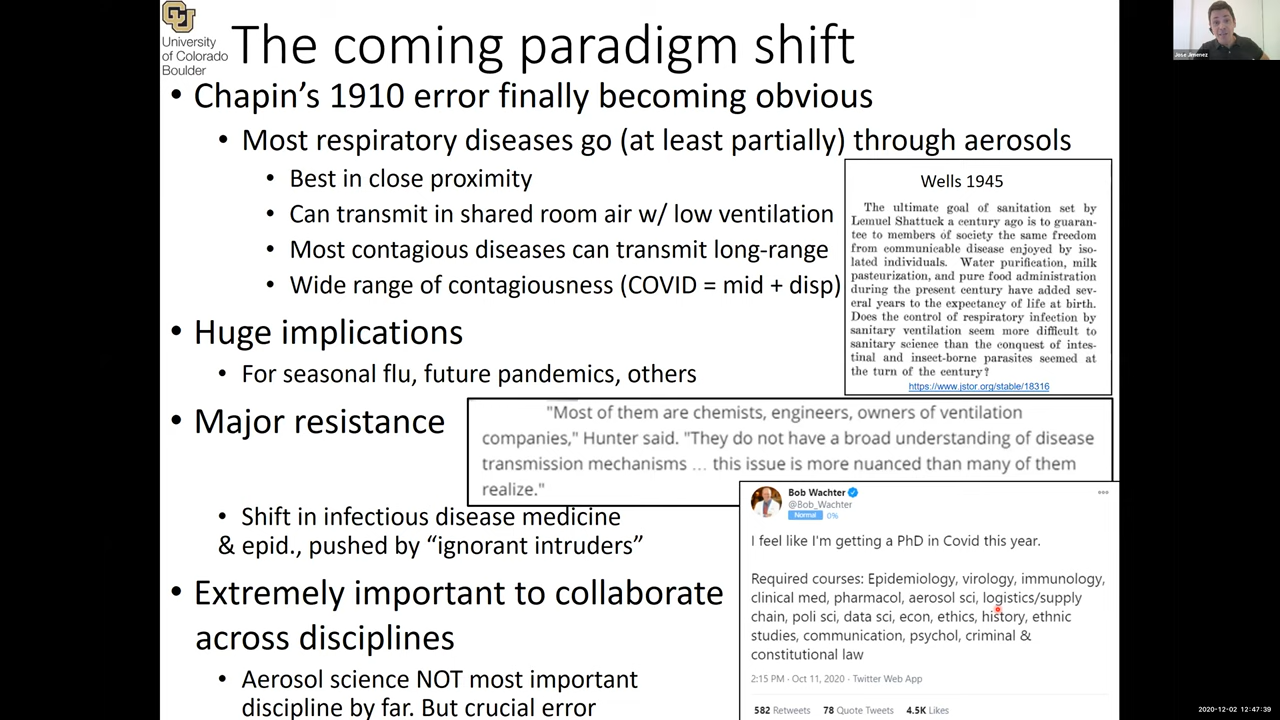 University
of Colorado
Boulder
The coming paradigm shift
• Chapin's 1910 error finally becoming obvious
• Most respiratory diseases go (at least partially) through aerosols
• Best in close proximity
• Can transmit in shared room air w/ low ventilation
• Most contagious diseases can transmit long-range
• Wide range of contagiousness (COVID = mid + disp)
Wells 1945
The ultimate goal of sanitation set by
Lemuel Shattuck a century ago is to guaran-
tee to members of society the same freedom
from communicable disease enjoyed by iso-
lated individuals. Water purification, milk
pasteurization, and pure food administration
during the present century have added sev-
eral years to the expectancy of life at birth.
Does the control of respiratory infection by
sanitary ventilation seem more difficult to
sanitary science than the conquest of intes-
tinal and insect-borne parasites seemed at
the turn of the century?
https://www.jstor.org/stable/18316
• Huge implications
• For seasonal flu, future pandemics, others
• Major resistance
"Most of them are chemists, engineers, owners of ventilation
companies," Hunter said. "They do not have a broad understanding of disease
transmission mechanisms ... this issue is more nuanced than many of them
realize."
• Shift in infectious disease medicine
& epid., pushed by "ignorant intruders"
• Extremely important to collaborate
across disciplines
• Aerosol science NOT most important
discipline by far. But crucial error
Bob Wachter
@Bob_Wachter
Normal 0%
I feel like I'm getting a PhD in Covid this year.
Required courses: Epidemiology, virology, immunology,
clinical med, pharmacol, aerosol sci, logistics/supply
chain, poli sci, data sci, econ, ethics, history, ethnic
studies, communication, psychol, criminal &
constitutional law
2:15 PM · Oct 11, 2020 · Twitter Web App
582 Retweets 78 Quote Tweets 4.5K Likes
Jose Jimenez
2020-12-02 12:47:39